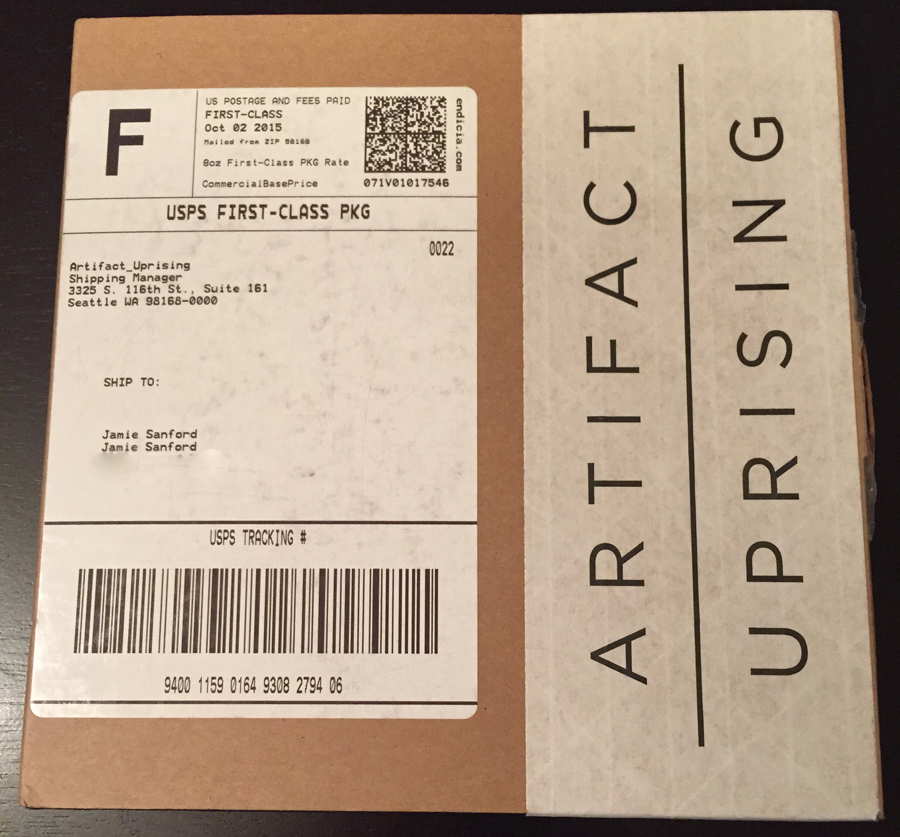 F
US POSTAGE AND FEES PAID
FIRST-CLASS
Oct 02 2015
Mailed from ZIP 98168
8oz First-Class PKG Rate
CommercialBasePrice
071V01017546
endicia.com
USPS FIRST-CLASS PKG
0022
Artifact_Uprising
Shipping Manager
3325 S. 116th St., Suite 161
Seattle WA 98168-0000
SHIP TO:
Jamie Sanford
Jamie Sanford
USPS TRACKING #
9400 1159 0164 9308 2794 06
ARTIFACT
UPRISING